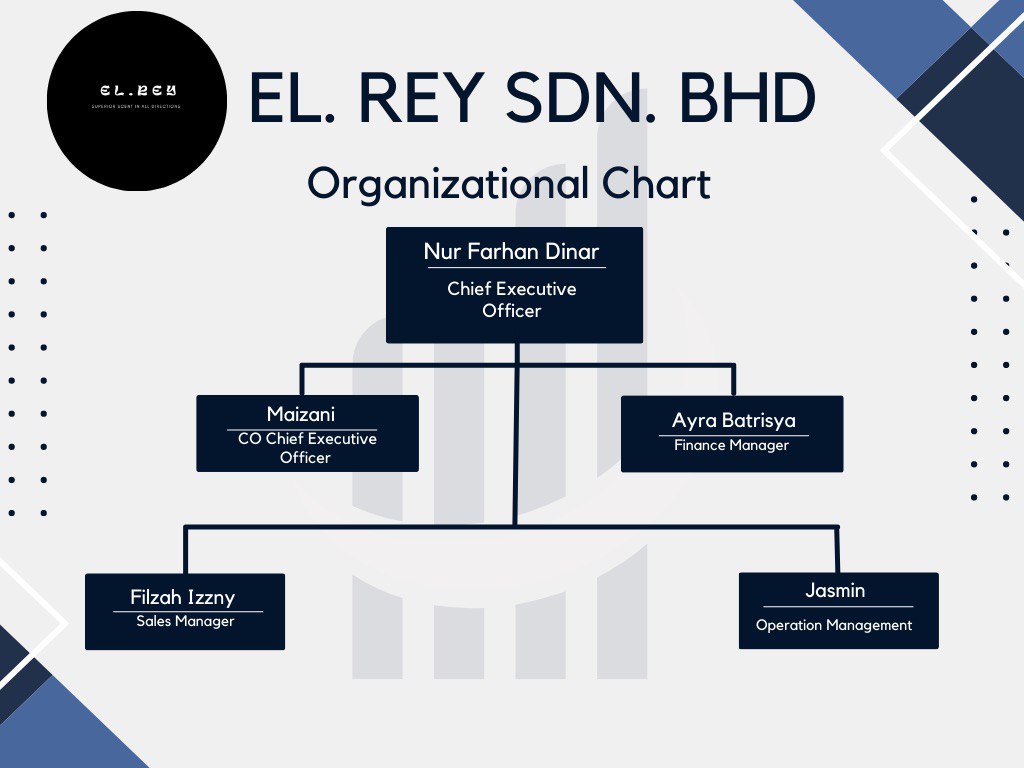 EL.REY
SUPERIOR SCENT IN ALL DIRECTIONS
EL. REY SDN. BHD
Organizational Chart
Nur Farhan Dinar
Chief Executive
Officer
Maizani
CO Chief Executive
Officer
Ayra Batrisya
Finance Manager
Filzah Izzny
Sales Manager
Jasmin
Operation Management